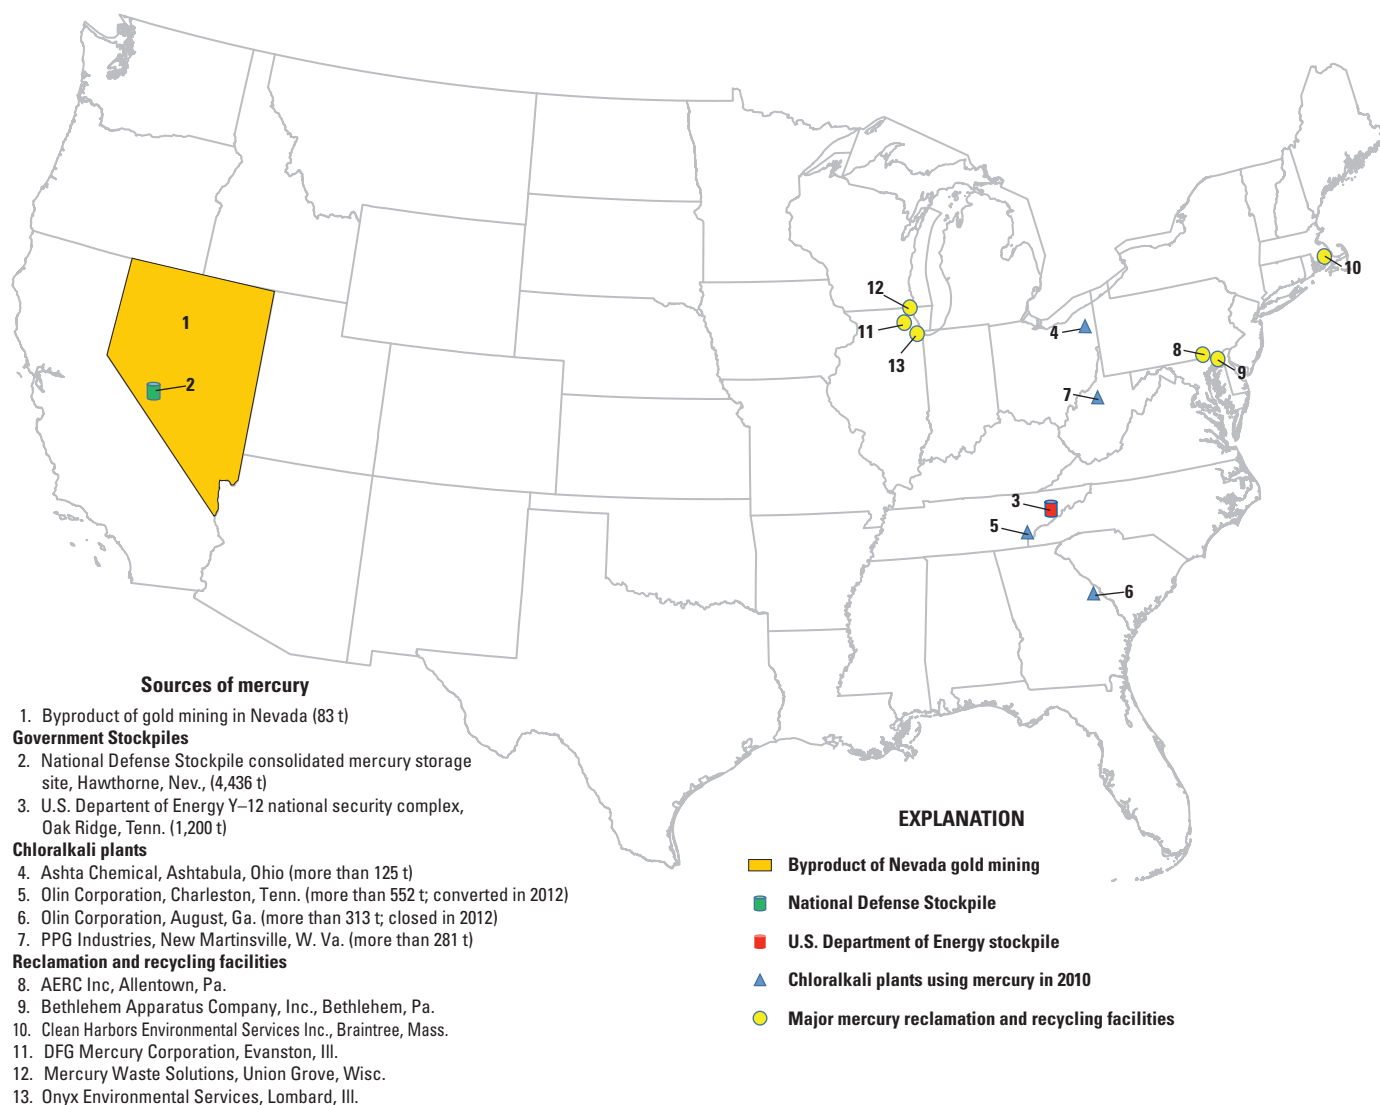 1
2
3
4
5
6
7
8
9
10
11
12
13
Sources of mercury
1. Byproduct of gold mining in Nevada (83 t)
Government Stockpiles
2. National Defense Stockpile consolidated mercury storage
site, Hawthorne, Nev., (4,436 t)
3. U.S. Departent of Energy Y–12 national security complex,
Oak Ridge, Tenn. (1,200 t)
Chloralkali plants
4. Ashta Chemical, Ashtabula, Ohio (more than 125 t)
5. Olin Corporation, Charleston, Tenn. (more than 552 t; converted in 2012)
6. Olin Corporation, August, Ga. (more than 313 t; closed in 2012)
7. PPG Industries, New Martinsville, W. Va. (more than 281 t)
Reclamation and recycling facilities
8. AERC Inc, Allentown, Pa.
9. Bethlehem Apparatus Company, Inc., Bethlehem, Pa.
10. Clean Harbors Environmental Services Inc., Braintree, Mass.
11. DFG Mercury Corporation, Evanston, Ill.
12. Mercury Waste Solutions, Union Grove, Wisc.
13. Onyx Environmental Services, Lombard, Ill.
EXPLANATION
Byproduct of Nevada gold mining
National Defense Stockpile
U.S. Department of Energy stockpile
Chloralkali plants using mercury in 2010
Major mercury reclamation and recycling facilities